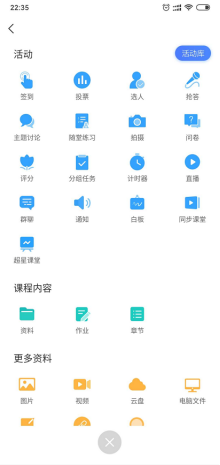 22:35
活动
活动库
签到 投票 选人 抢答
主题讨论 随堂练习 拍摄 问卷
评分 分组任务 计时器 直播
群聊 通知 白板 同步课堂
超星课堂
课程内容
资料 作业 章节
更多资料
图片 视频 云盘 电脑文件